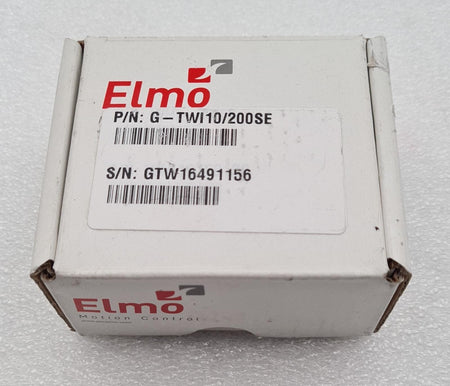 Elmo
P/N: G-TWI10/200SE
S/N: GTW16491156
Elmo
Motion Control